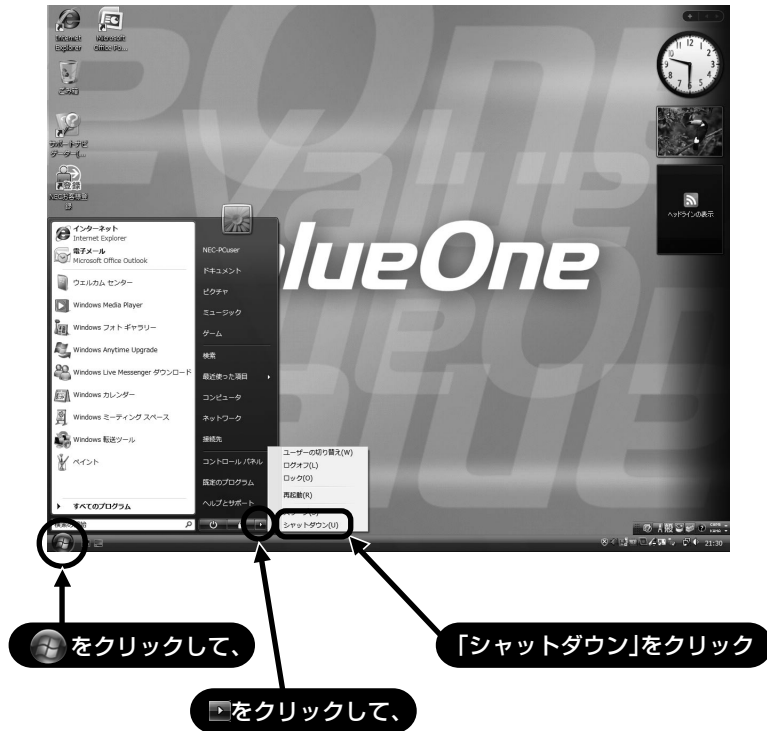 Internet
Explorer
Microsoft
Office Po...
ごみ箱
サポートナビ
ゲーター(...
NECお客様登
録
ヘッドラインの表示
ValueOne
インターネット
Internet Explorer
電子メール
Microsoft Office Outlook
ウェルカム センター
Windows Media Player
Windows フォト ギャラリー
Windows Anytime Upgrade
Windows Live Messenger ダウンロード
Windows カレンダー
Windows ミーティング スペース
Windows 転送ツール
ペイント
すべてのプログラム
NEC-PCuser
ドキュメント
ピクチャ
ミュージック
ゲーム
検索
最近使った項目
コンピュータ
ネットワーク
接続先
コントロール パネル
既定のプログラム
ヘルプとサポート
ユーザーの切り替え(W)
ログオフ(L)
ロック(O)
再起動(R)
シャットダウン(U)
21:30
をクリックして、
「シャットダウン」をクリック
をクリックして、